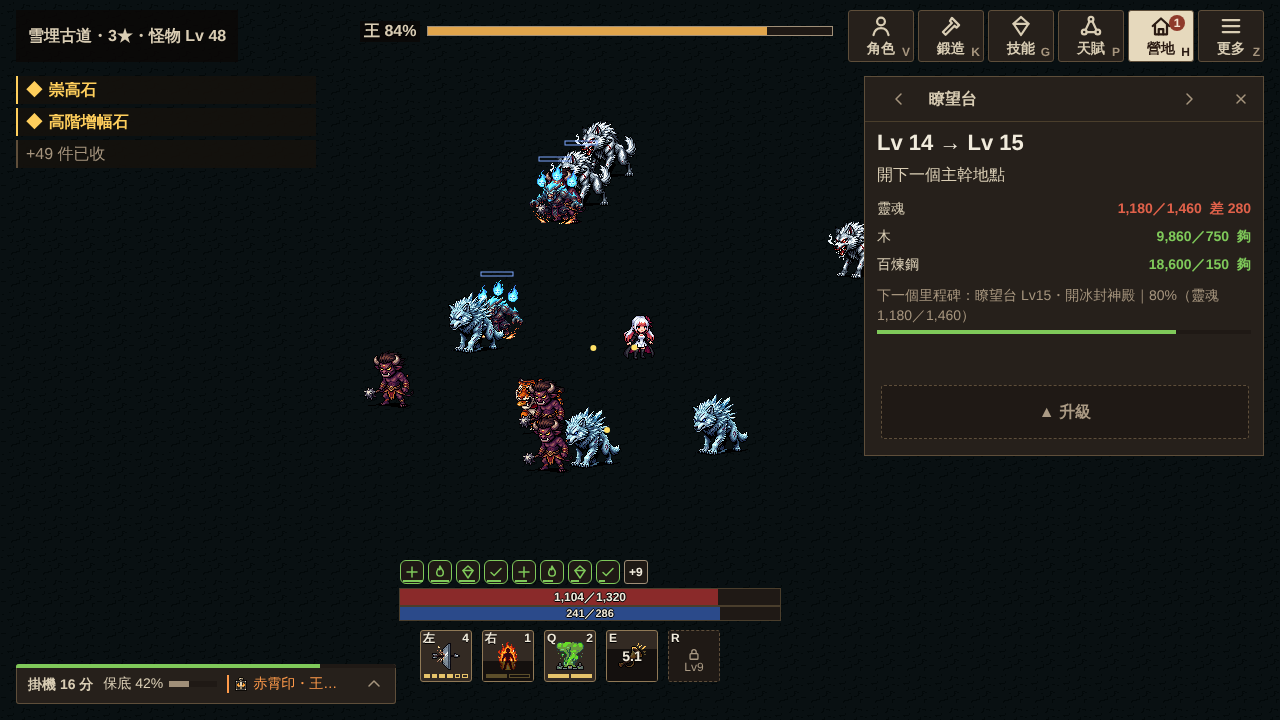 雪埋古道・3★・怪物 Lv 48
王 84%
角色 V
鍛造 K
技能 G
天賦 P
營地 H
1
更多 Z
◆ 崇高石
◆ 高階增幅石
+49 件已收
瞭望台
Lv 14 → Lv 15
開下一個主幹地點
靈魂 1,180／1,460 差 280
木 9,860／750 夠
百煉鋼 18,600／150 夠
下一個里程碑：瞭望台 Lv15・開冰封神殿｜80%（靈魂
1,180／1,460）
▲ 升級
+9
1,104／1,320
241／286
左 4
右 1
Q 2
E 5.1
R Lv9
掛機 16 分 保底 42% 赤霄印・王…